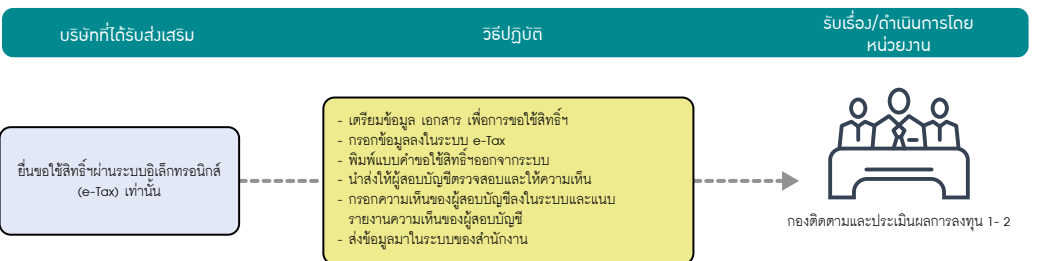 บริษัทที่ได้รับส่งเสริม
วิธีปฏิบัติ
รับเรื่อง/ดำเนินการโดย
หน่วยงาน
ยื่นขอใช้สิทธิ์ฯผ่านระบบอิเล็กทรอนิกส์
(e-Tax) เท่านั้น
- เตรียมข้อมูล เอกสาร เพื่อการขอใช้สิทธิ์ฯ
- กรอกข้อมูลลงในระบบ e-Tax
- พิมพ์แบบคำขอใช้สิทธิ์ฯออกจากระบบ
- นำส่งให้ผู้สอบบัญชีตรวจสอบและให้ความเห็น
- กรอกความเห็นของผู้สอบบัญชีลงในระบบและแนบ
รายงานความเห็นของผู้สอบบัญชี
- ส่งข้อมูลมาในระบบของสำนักงาน
กองติดตามและประเมินผลการลงทุน 1- 2